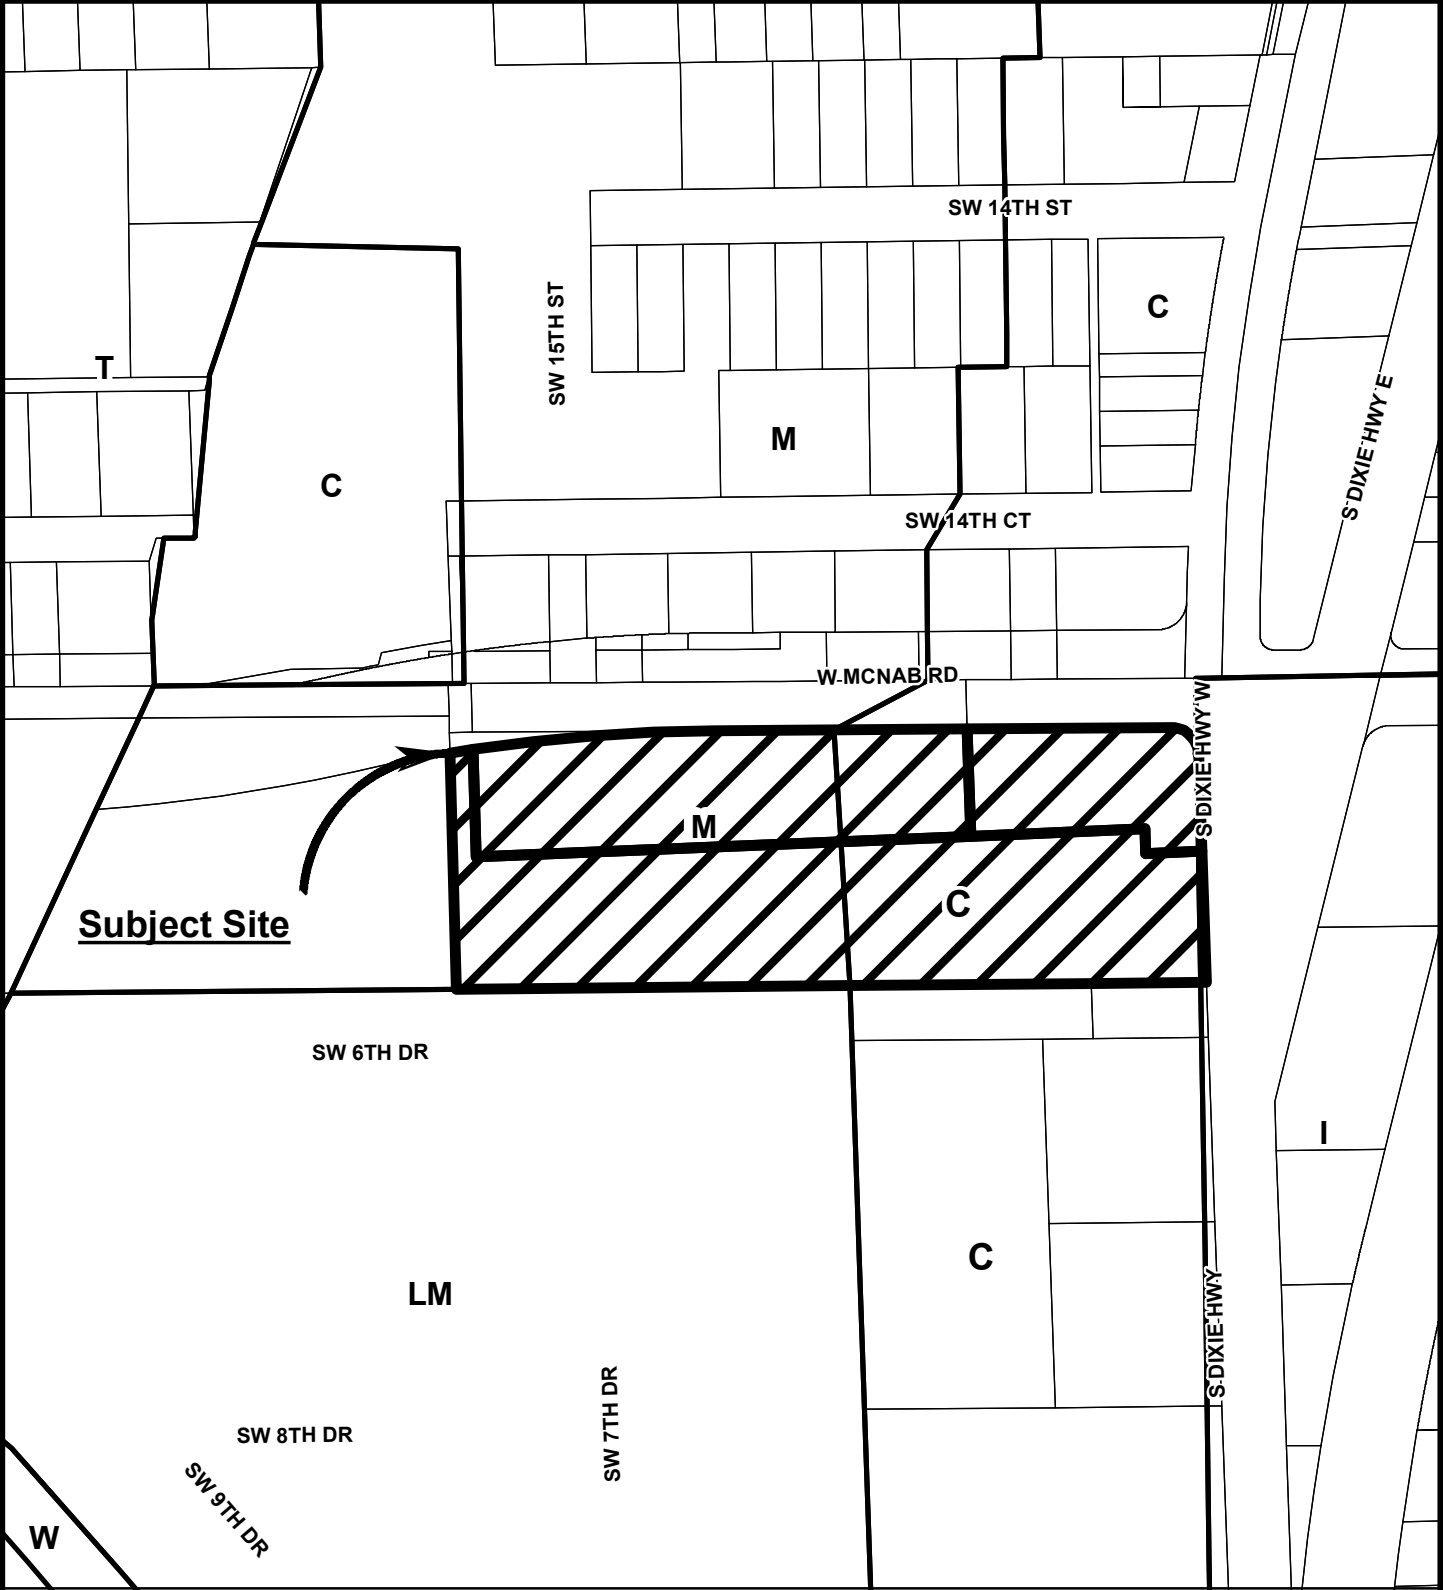 SW 14TH ST
SW 15TH ST
C
T
S DIXIE HWY E
M
C
SW 14TH CT
W MCNAB RD
S DIXIE HWY W
M
C
Subject Site
SW 6TH DR
I
C
LM
S DIXIE HWY
SW 7TH DR
SW 8TH DR
SW 9TH DR
W